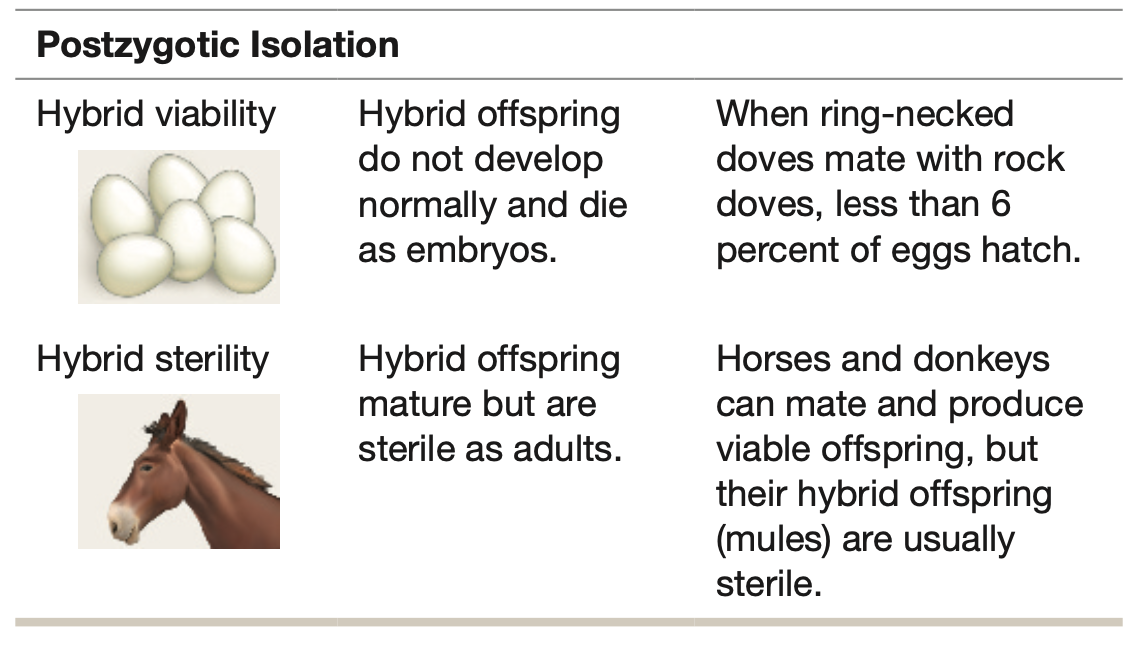 Postzygotic Isolation
Hybrid viability
Hybrid offspring
do not develop
normally and die
as embryos.
When ring-necked
doves mate with rock
doves, less than 6
percent of eggs hatch.
Hybrid sterility
Hybrid offspring
mature but are
sterile as adults.
Horses and donkeys
can mate and produce
viable offspring, but
their hybrid offspring
(mules) are usually
sterile.